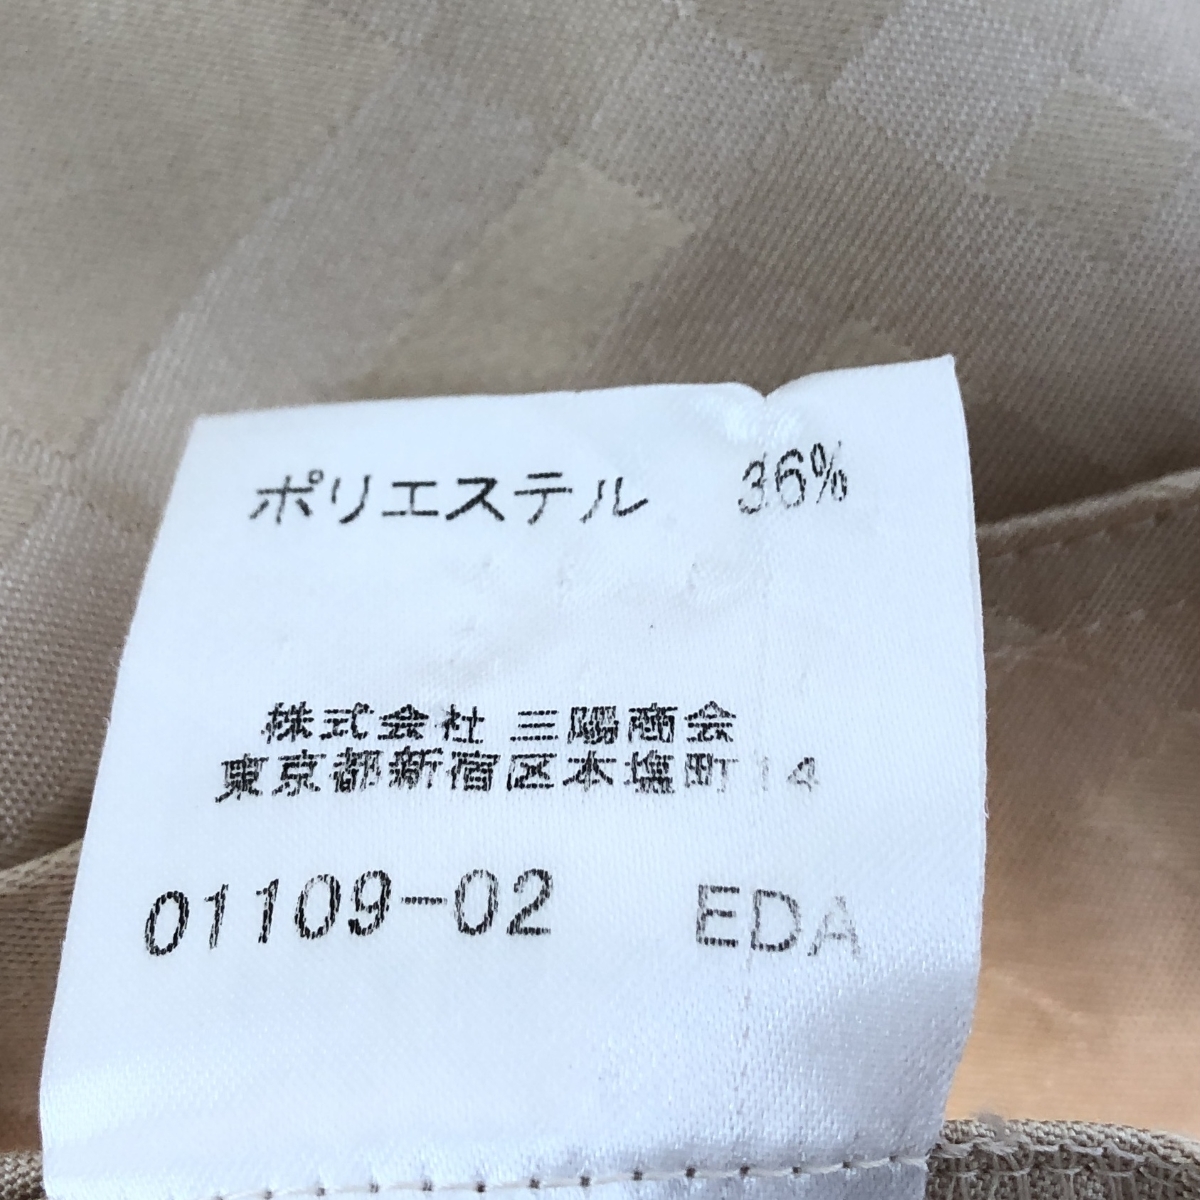 ポリエステル 36%
株式会社 三陽商会
東京都新宿区本塩町14
01109-02 EDA